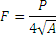 F = P / 4√A